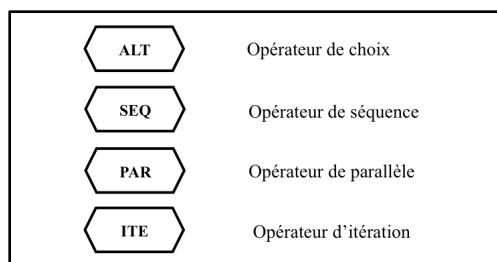 ALT Opérateur de choix
SEQ Opérateur de séquence
PAR Opérateur de parallèle
ITE Opérateur d'itération